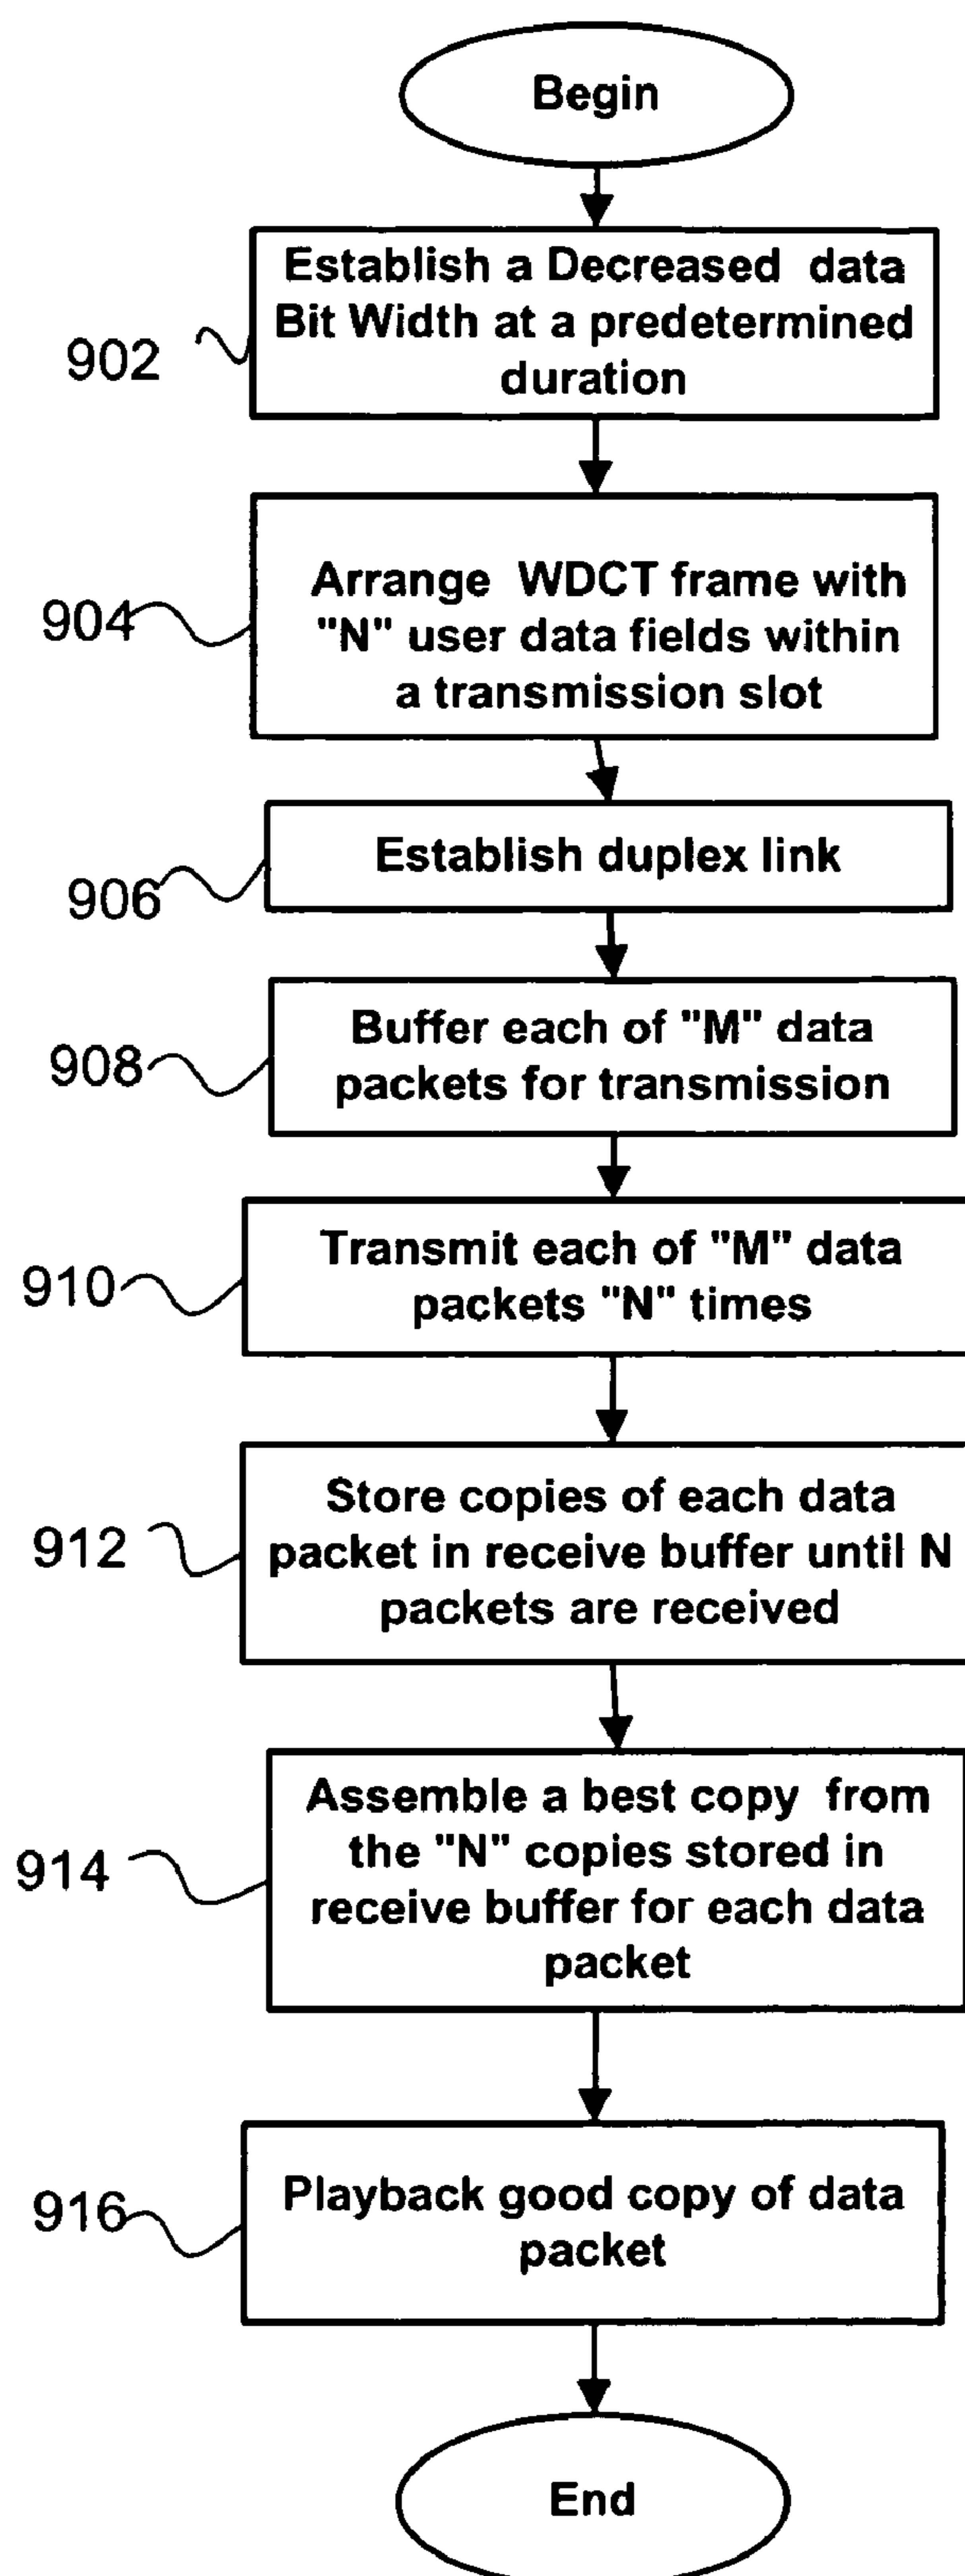 Begin
Establish a Decreased data
Bit Width at a predetermined
duration
902
Arrange WDCT frame with
"N" user data fields within
a transmission slot
904
Establish duplex link
906
Buffer each of "M" data
packets for transmission
908
Transmit each of "M" data
packets "N" times
910
Store copies of each data
packet in receive buffer until N
packets are received
912
Assemble a best copy from
the "N" copies stored in
receive buffer for each data
packet
914
Playback good copy of data
packet
916
End